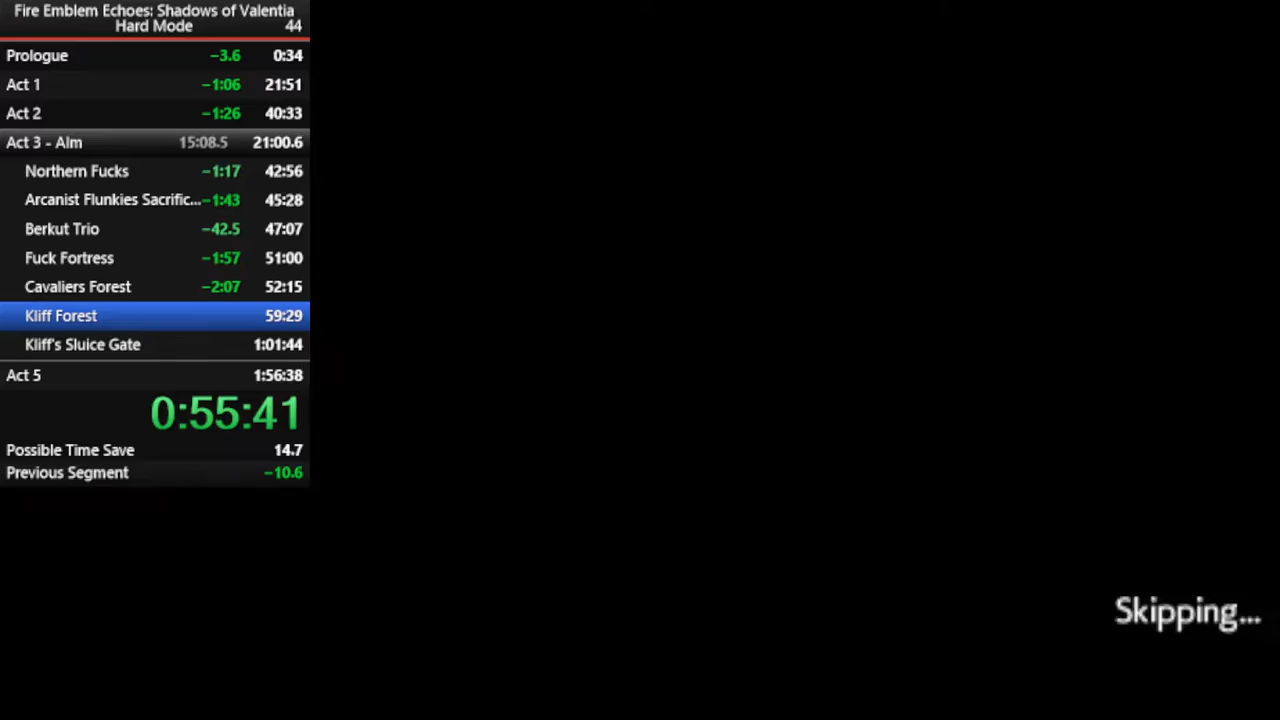 Fire Emblem Echoes: Shadows of Valentia
Hard Mode 44
Prologue −3.6 0:34
Act 1 −1:06 21:51
Act 2 −1:26 40:33
Act 3 - Alm 15:08.5 21:00.6
Northern Fucks −1:17 42:56
Arcanist Flunkies Sacrific... −1:43 45:28
Berkut Trio −42.5 47:07
Fuck Fortress −1:57 51:00
Cavaliers Forest −2:07 52:15
Kliff Forest 59:29
Kliff's Sluice Gate 1:01:44
Act 5 1:56:38
0:55:41
Possible Time Save 14.7
Previous Segment −10.6
Skipping...